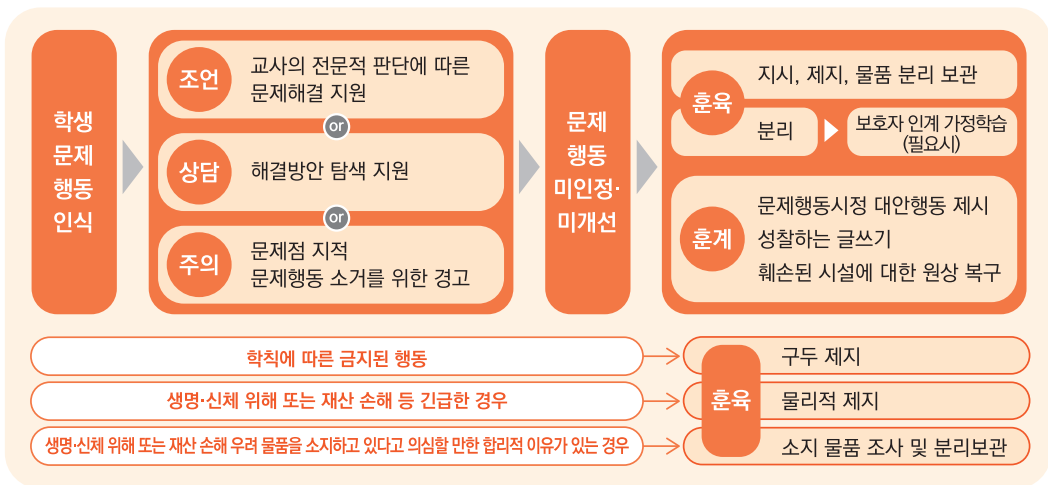 학생
문제
행동
인식
조언
교사의 전문적 판단에 따른
문제해결 지원
or
상담
해결방안 탐색 지원
or
주의
문제점 지적
문제행동 소거를 위한 경고
문제
행동
미인정·
미개선
훈육
지시, 제지, 물품 분리 보관
분리
보호자 인계 가정학습
(필요시)
훈계
문제행동시정 대안행동 제시
성찰하는 글쓰기
훼손된 시설에 대한 원상 복구
학칙에 따른 금지된 행동
구두 제지
생명·신체 위해 또는 재산 손해 등 긴급한 경우
훈육
물리적 제지
생명·신체 위해 또는 재산 손해 우려 물품을 소지하고 있다고 의심할 만한 합리적 이유가 있는 경우
소지 물품 조사 및 분리보관